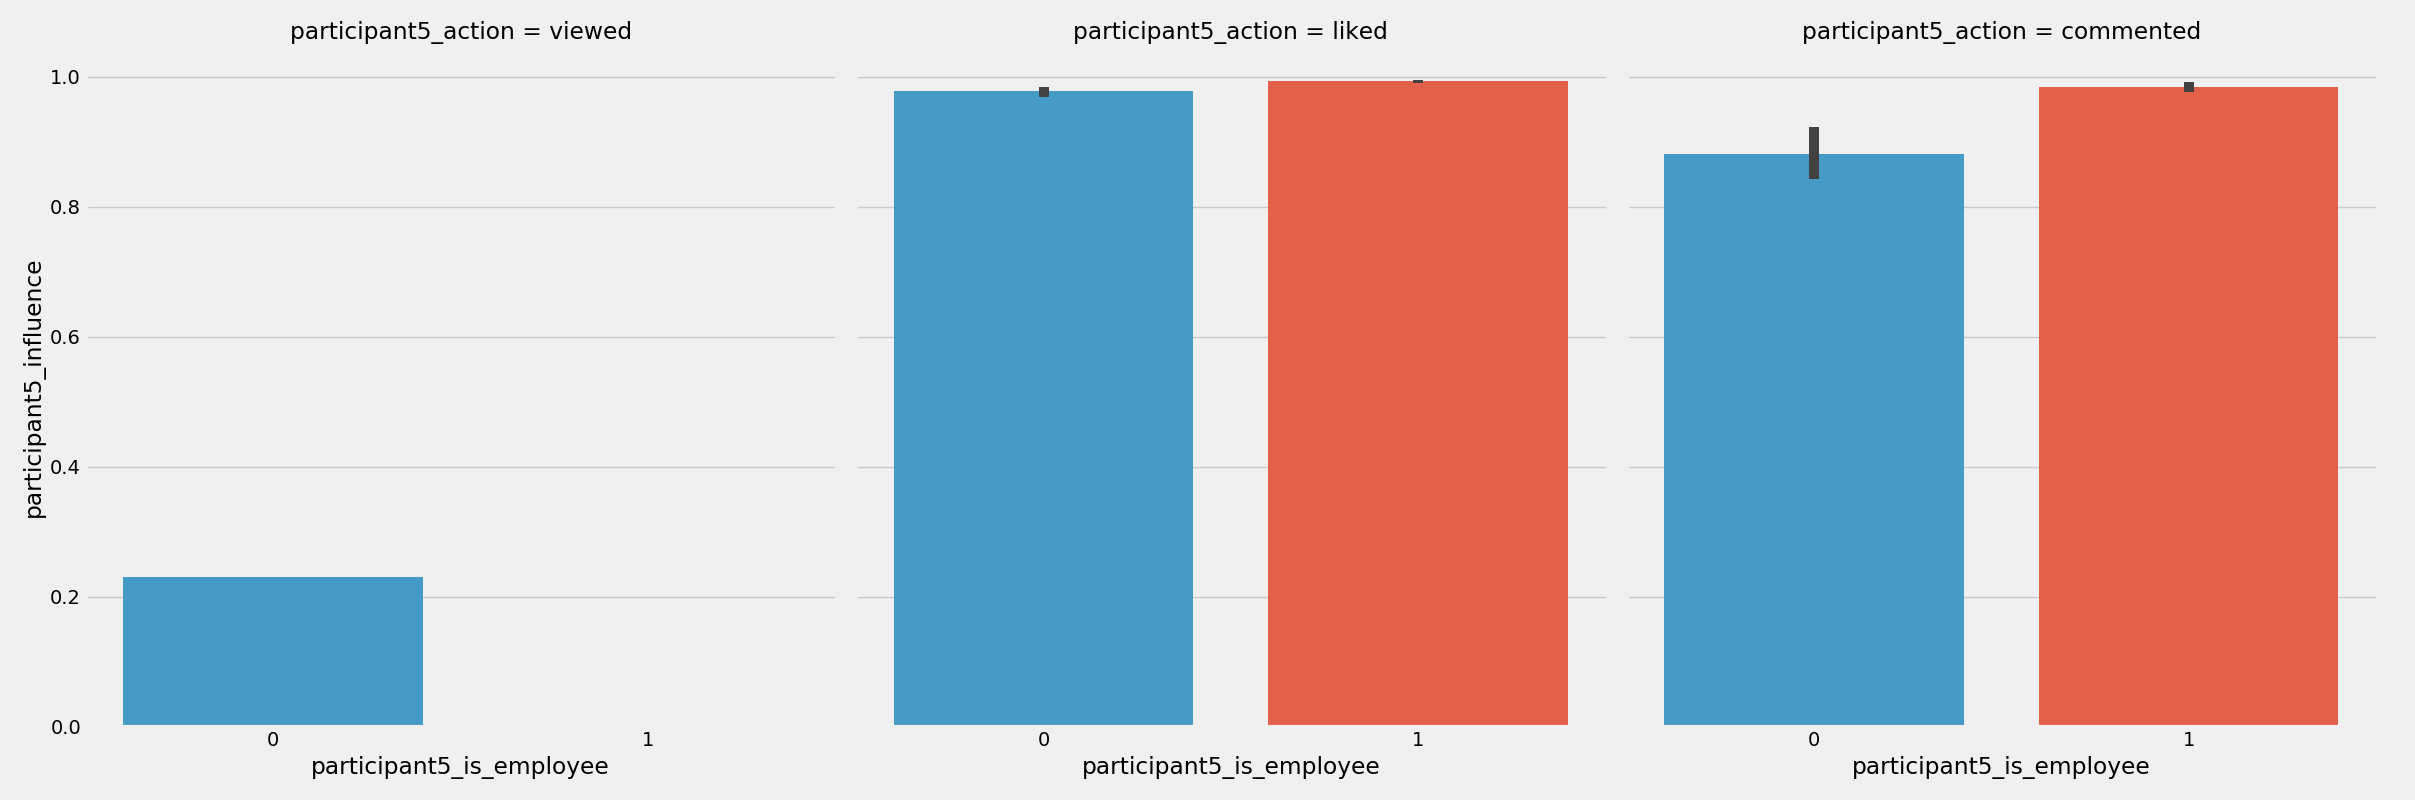 participant5_action = viewed
participant5_action = liked
participant5_action = commented
participant5_influence
1.0
0.8
0.6
0.4
0.2
0.0
0
1
0
1
0
1
participant5_is_employee
participant5_is_employee
participant5_is_employee